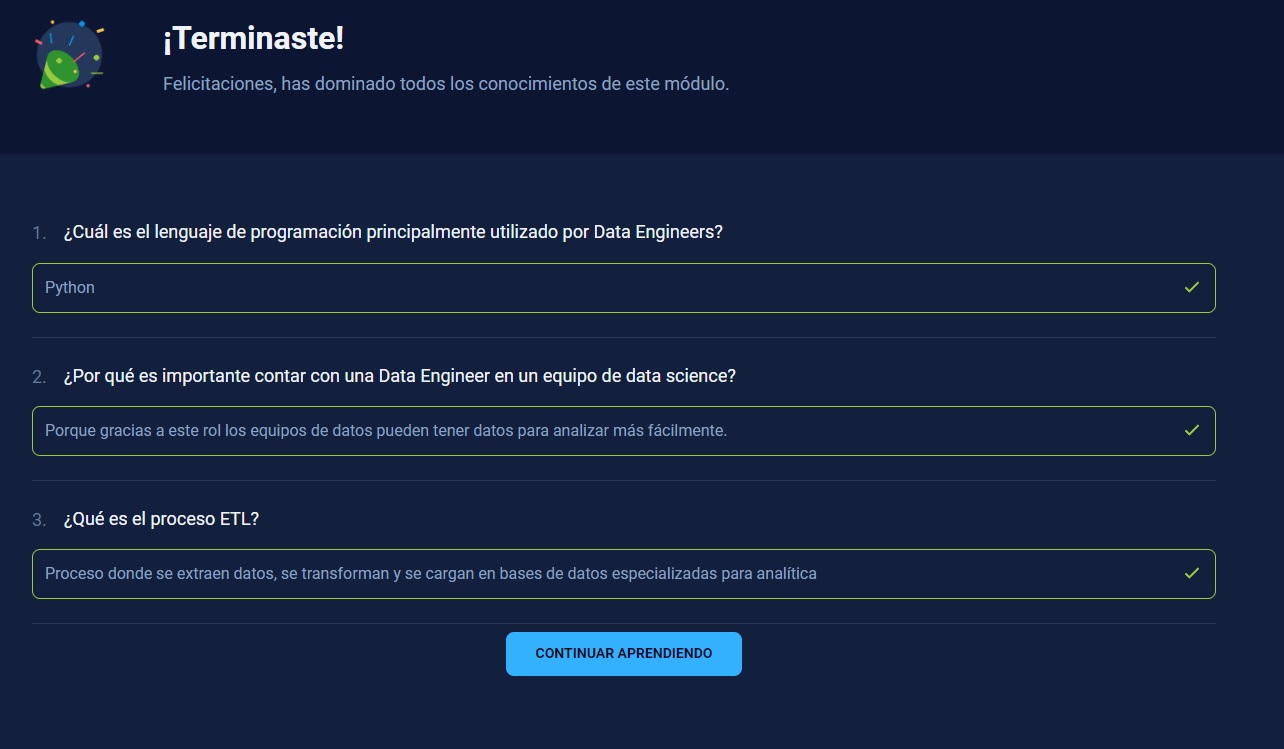 ¡Terminaste!
Felicitaciones, has dominado todos los conocimientos de este módulo.
1. ¿Cuál es el lenguaje de programación principalmente utilizado por Data Engineers?
Python
2. ¿Por qué es importante contar con una Data Engineer en un equipo de data science?
Porque gracias a este rol los equipos de datos pueden tener datos para analizar más fácilmente.
3. ¿Qué es el proceso ETL?
Proceso donde se extraen datos, se transforman y se cargan en bases de datos especializadas para analítica
CONTINUAR APRENDIENDO